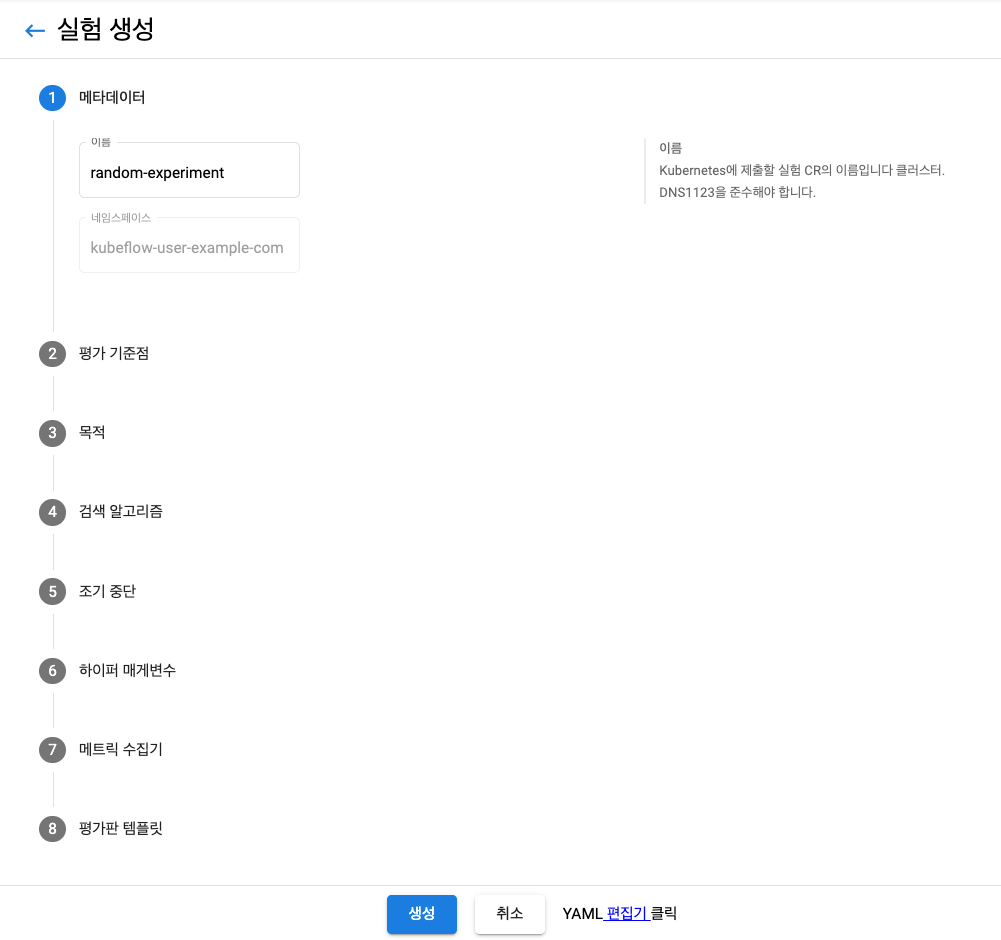 실험 생성
1 메타데이터
이름
random-experiment
네임스페이스
kubeflow-user-example-com
이름
Kubernetes에 제출할 실험 CR의 이름입니다 클러스터.
DNS1123을 준수해야 합니다.
2 평가 기준점
3 목적
4 검색 알고리즘
5 조기 중단
6 하이퍼 매게변수
7 메트릭 수집기
8 평가판 템플릿
생성 취소 YAML 편집기 클릭